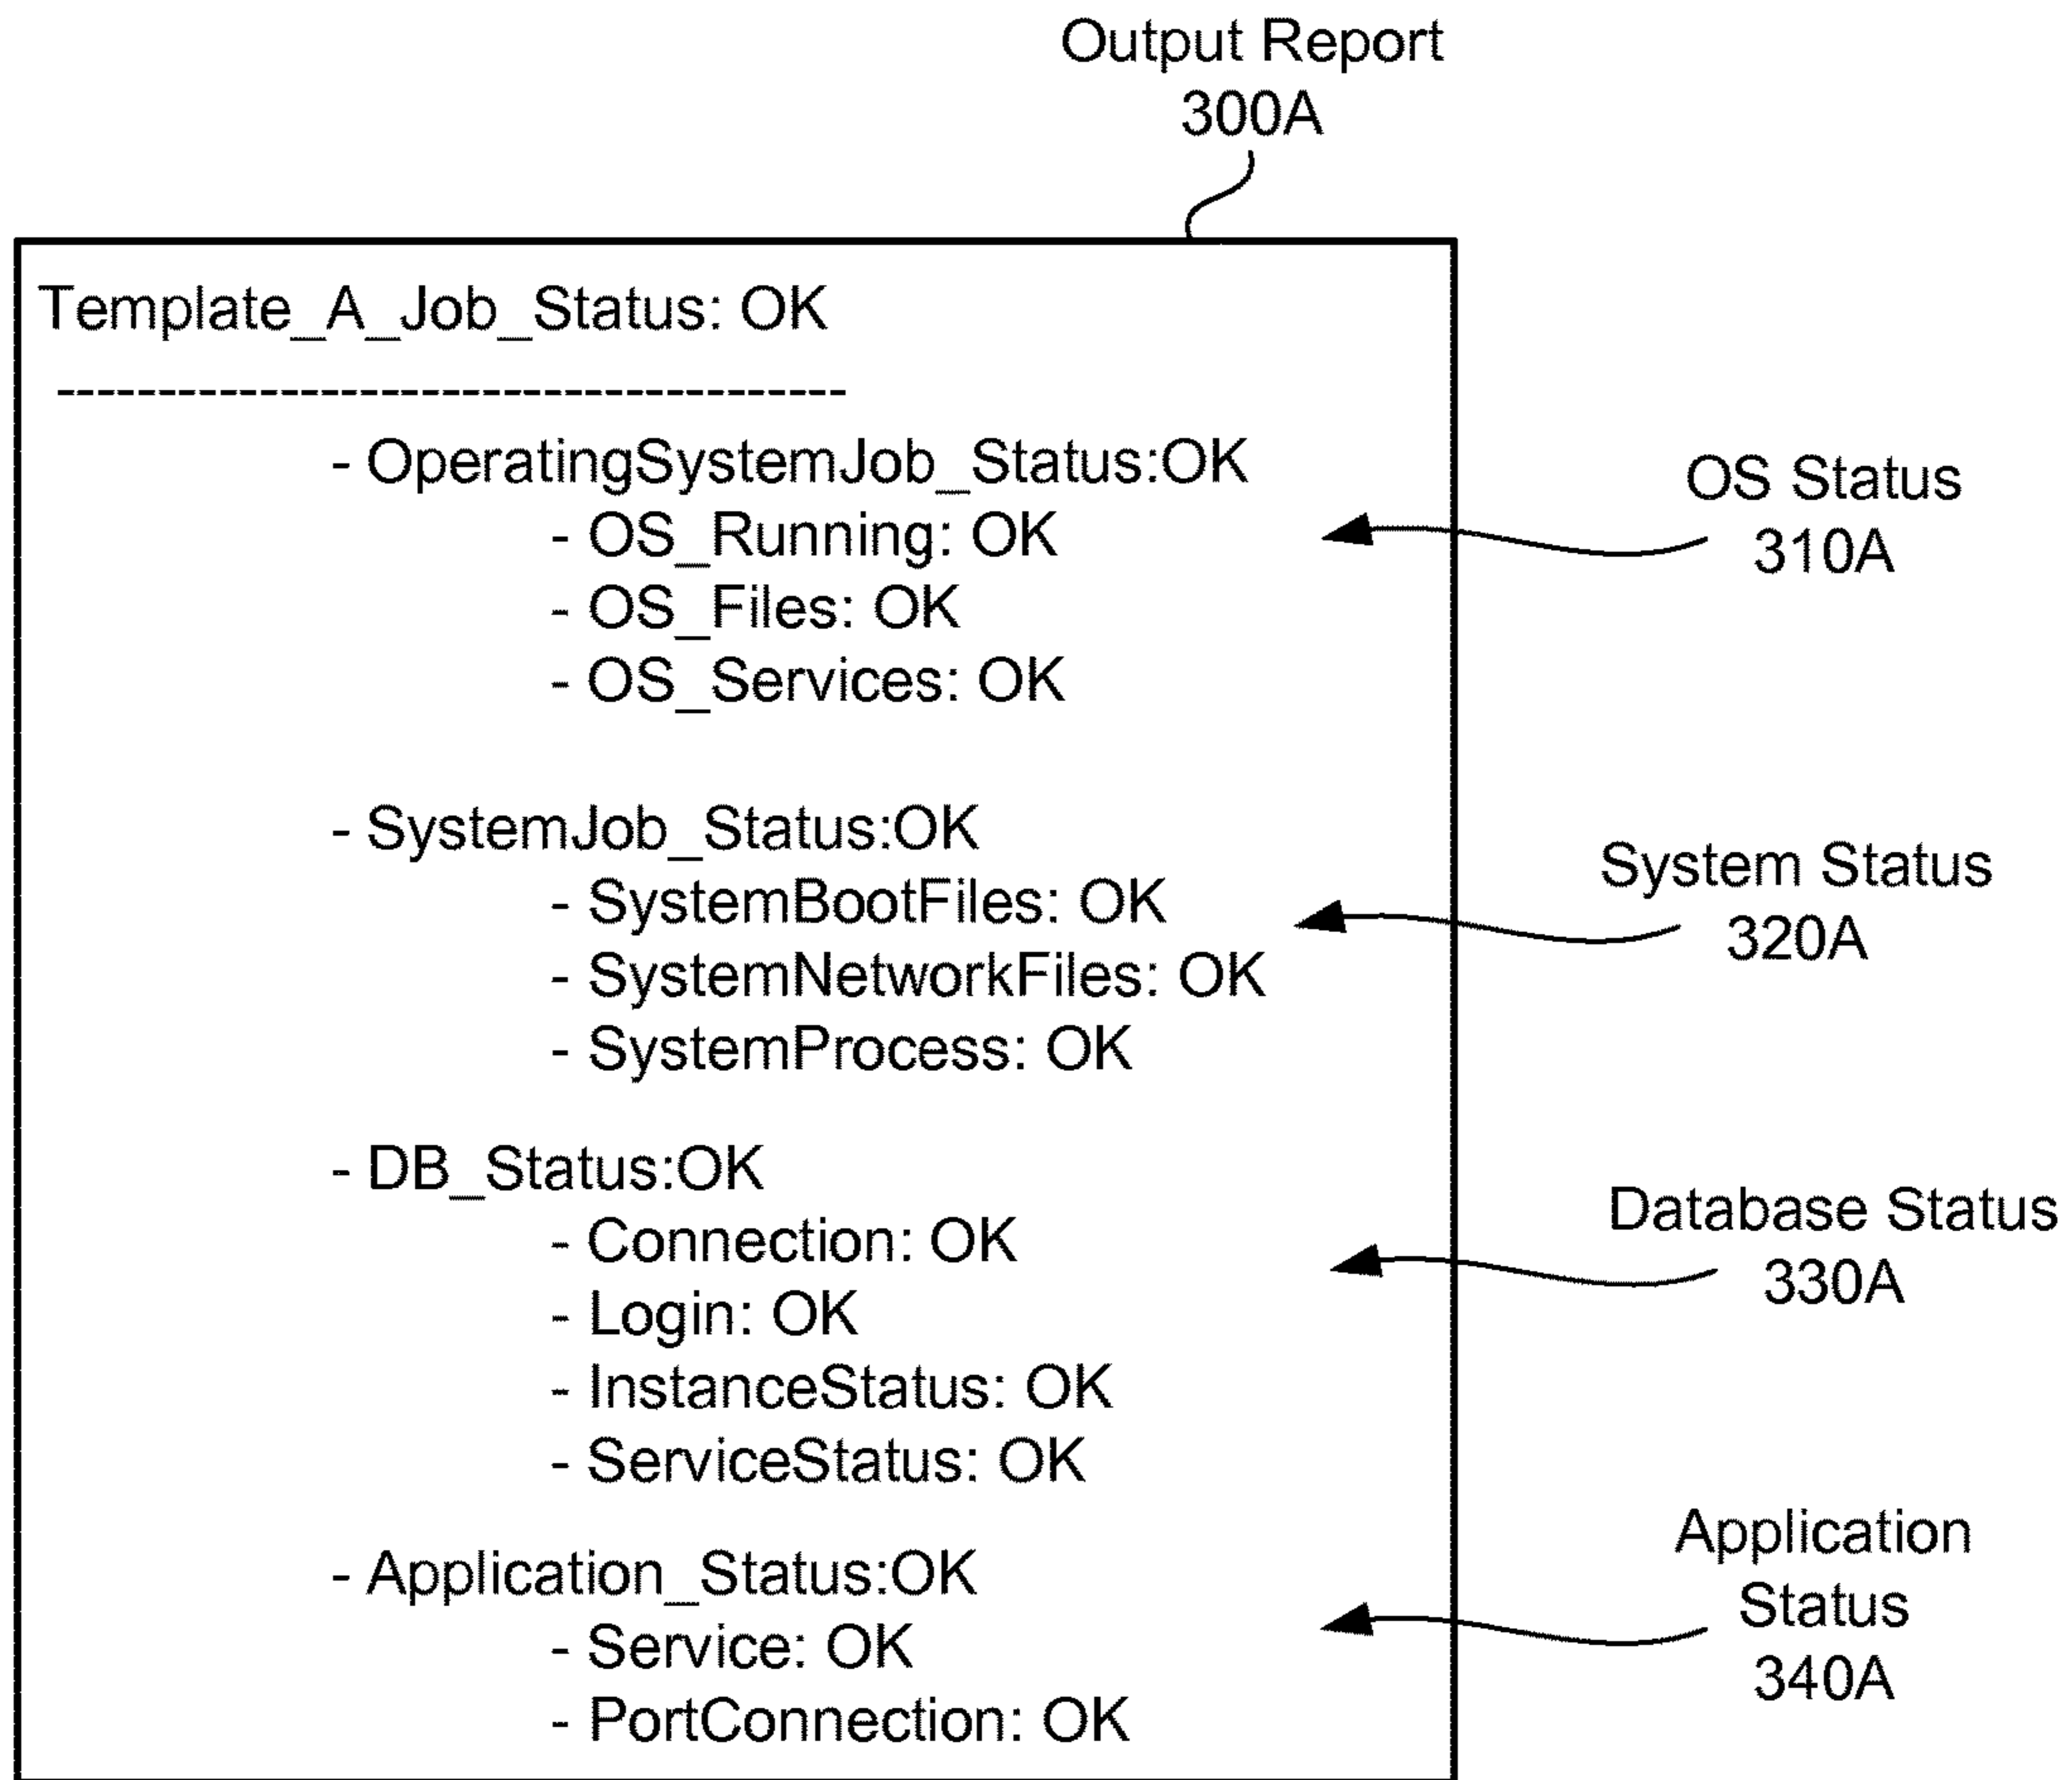 Output Report
300A
Template_A_Job_Status: OK
----------------------------------------
- OperatingSystemJob_Status:OK
- OS_Running: OK
- OS_Files: OK
- OS_Services: OK
OS Status
310A
- SystemJob_Status:OK
- SystemBootFiles: OK
- SystemNetworkFiles: OK
- SystemProcess: OK
System Status
320A
- DB_Status:OK
- Connection: OK
- Login: OK
- InstanceStatus: OK
- ServiceStatus: OK
Database Status
330A
- Application_Status:OK
- Service: OK
- PortConnection: OK
Application
Status
340A